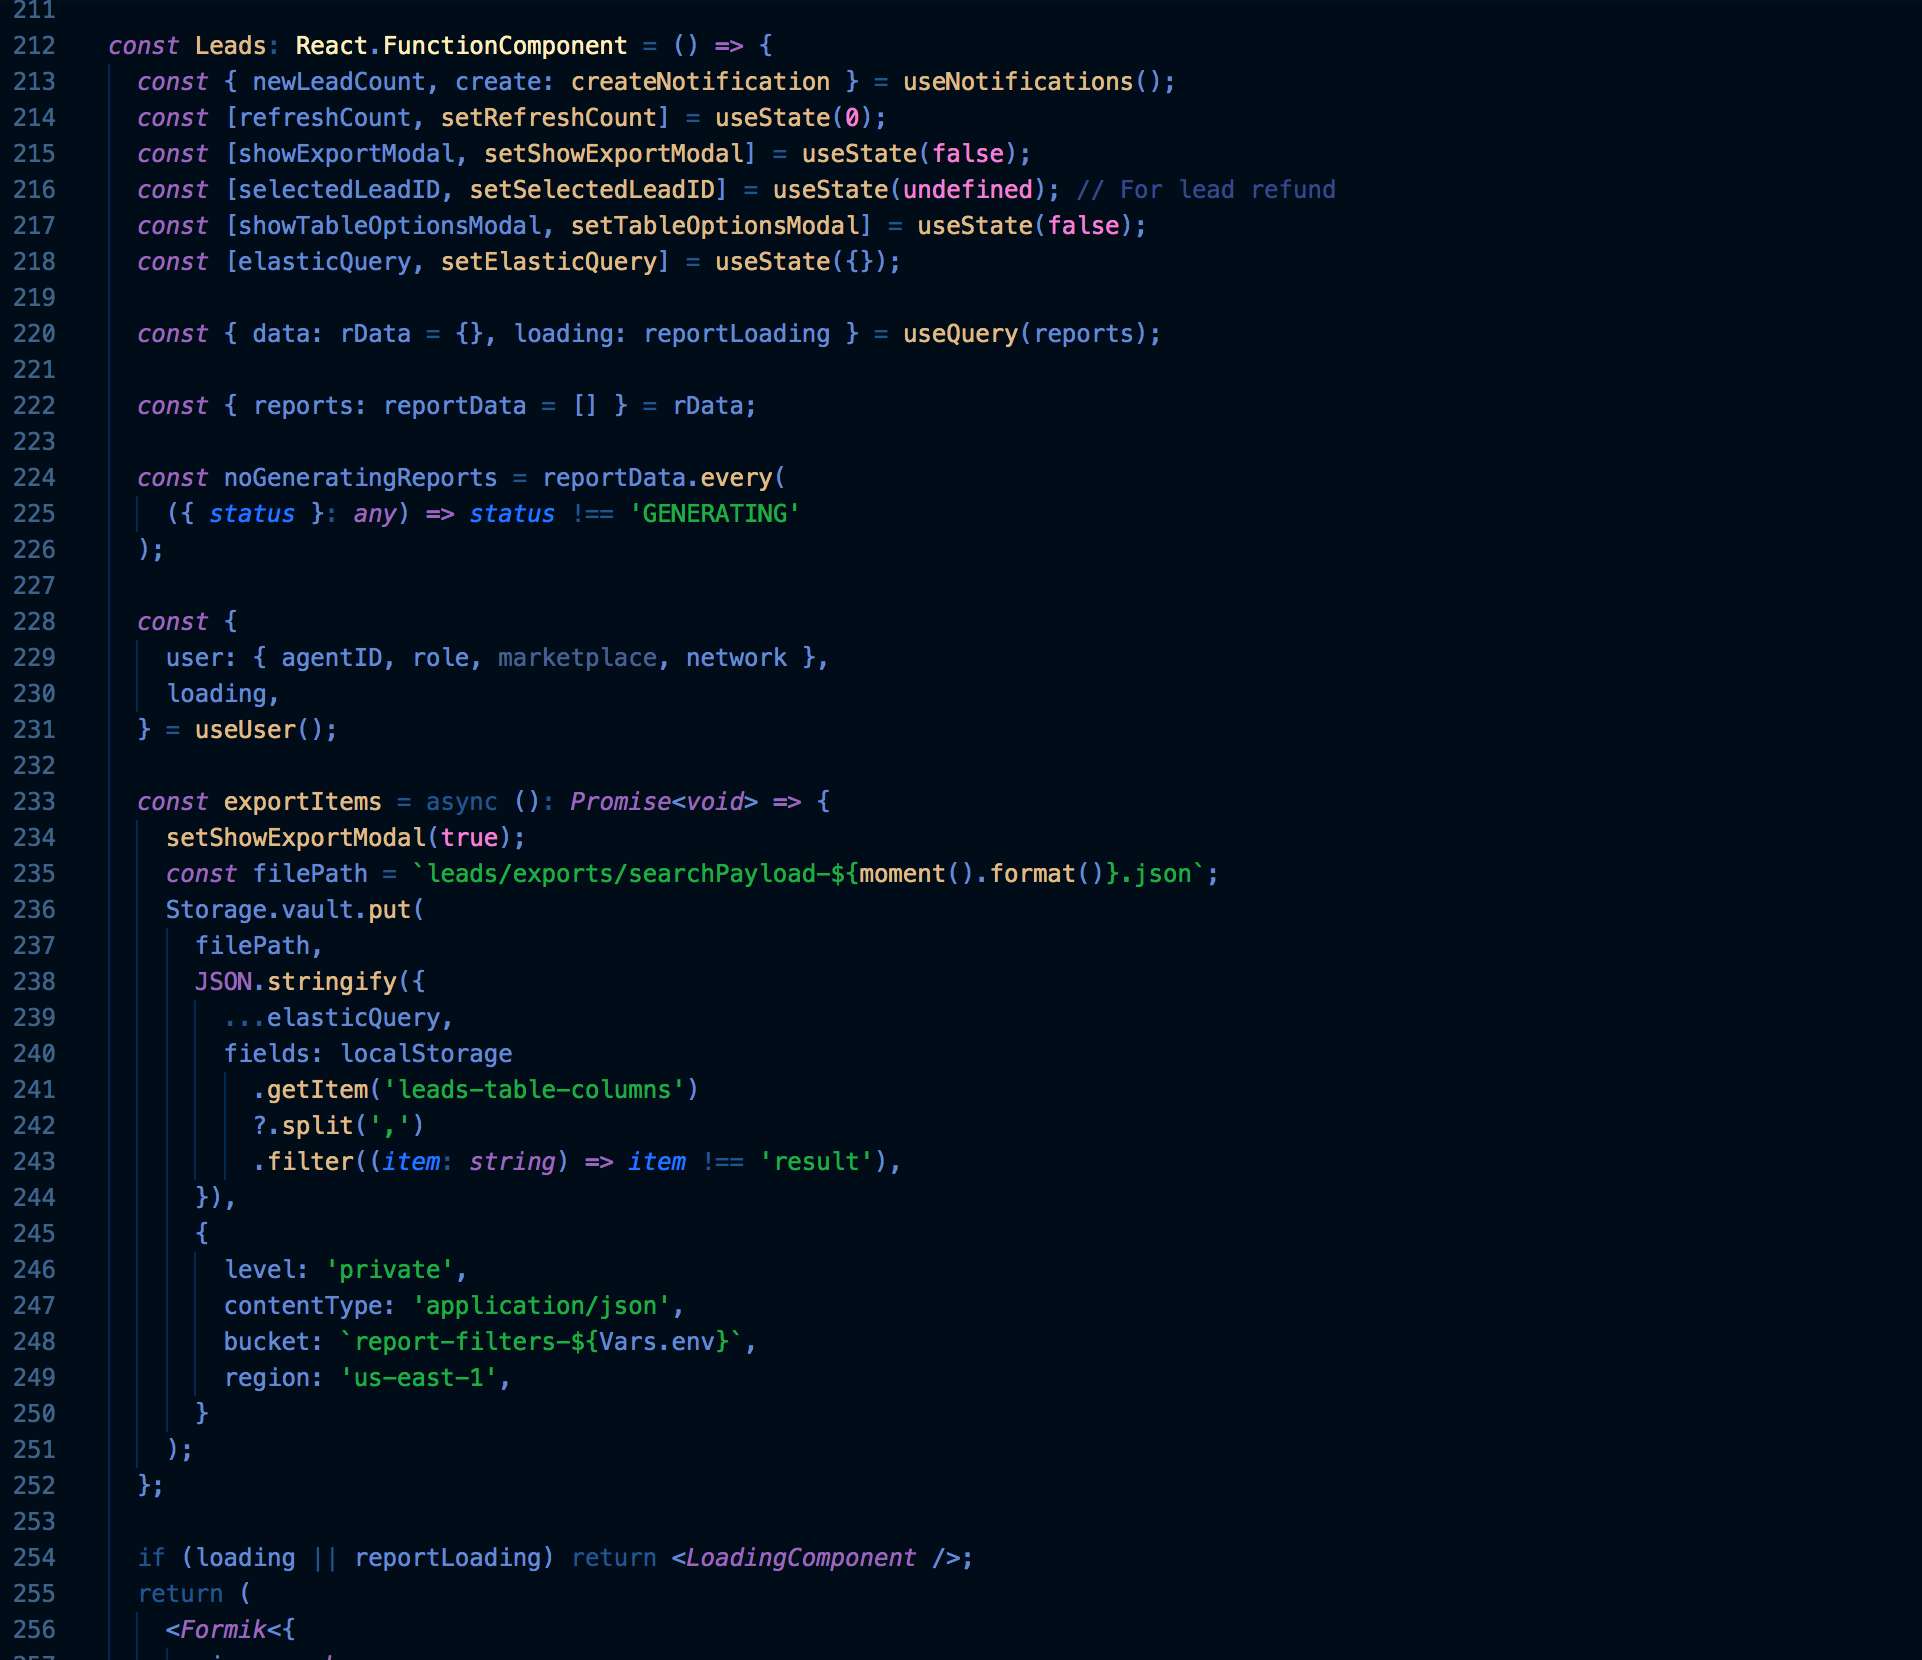 211
212 const Leads: React.FunctionComponent = () => {
213 const { newLeadCount, create: createNotification } = useNotifications();
214 const [refreshCount, setRefreshCount] = useState(0);
215 const [showExportModal, setShowExportModal] = useState(false);
216 const [selectedLeadID, setSelectedLeadID] = useState(undefined); // For lead refund
217 const [showTableOptionsModal, setTableOptionsModal] = useState(false);
218 const [elasticQuery, setElasticQuery] = useState({});
219
220 const { data: rData = {}, loading: reportLoading } = useQuery(reports);
221
222 const { reports: reportData = [] } = rData;
223
224 const noGeneratingReports = reportData.every(
225 ({ status }: any) => status !== 'GENERATING'
226 );
227
228 const {
229 user: { agentID, role, marketplace, network },
230 loading,
231 } = useUser();
232
233 const exportItems = async (): Promise<void> => {
234 setShowExportModal(true);
235 const filePath = `leads/exports/searchPayload-${moment().format()}.json`;
236 Storage.vault.put(
237 filePath,
238 JSON.stringify({
239 ...elasticQuery,
240 fields: localStorage
241 .getItem('leads-table-columns')
242 ?.split(',')
243 .filter((item: string) => item !== 'result'),
244 }),
245 {
246 level: 'private',
247 contentType: 'application/json',
248 bucket: `report-filters-${Vars.env}`,
249 region: 'us-east-1',
250 }
251 );
252 };
253
254 if (loading || reportLoading) return <LoadingComponent />;
255 return (
256 <Formik<{